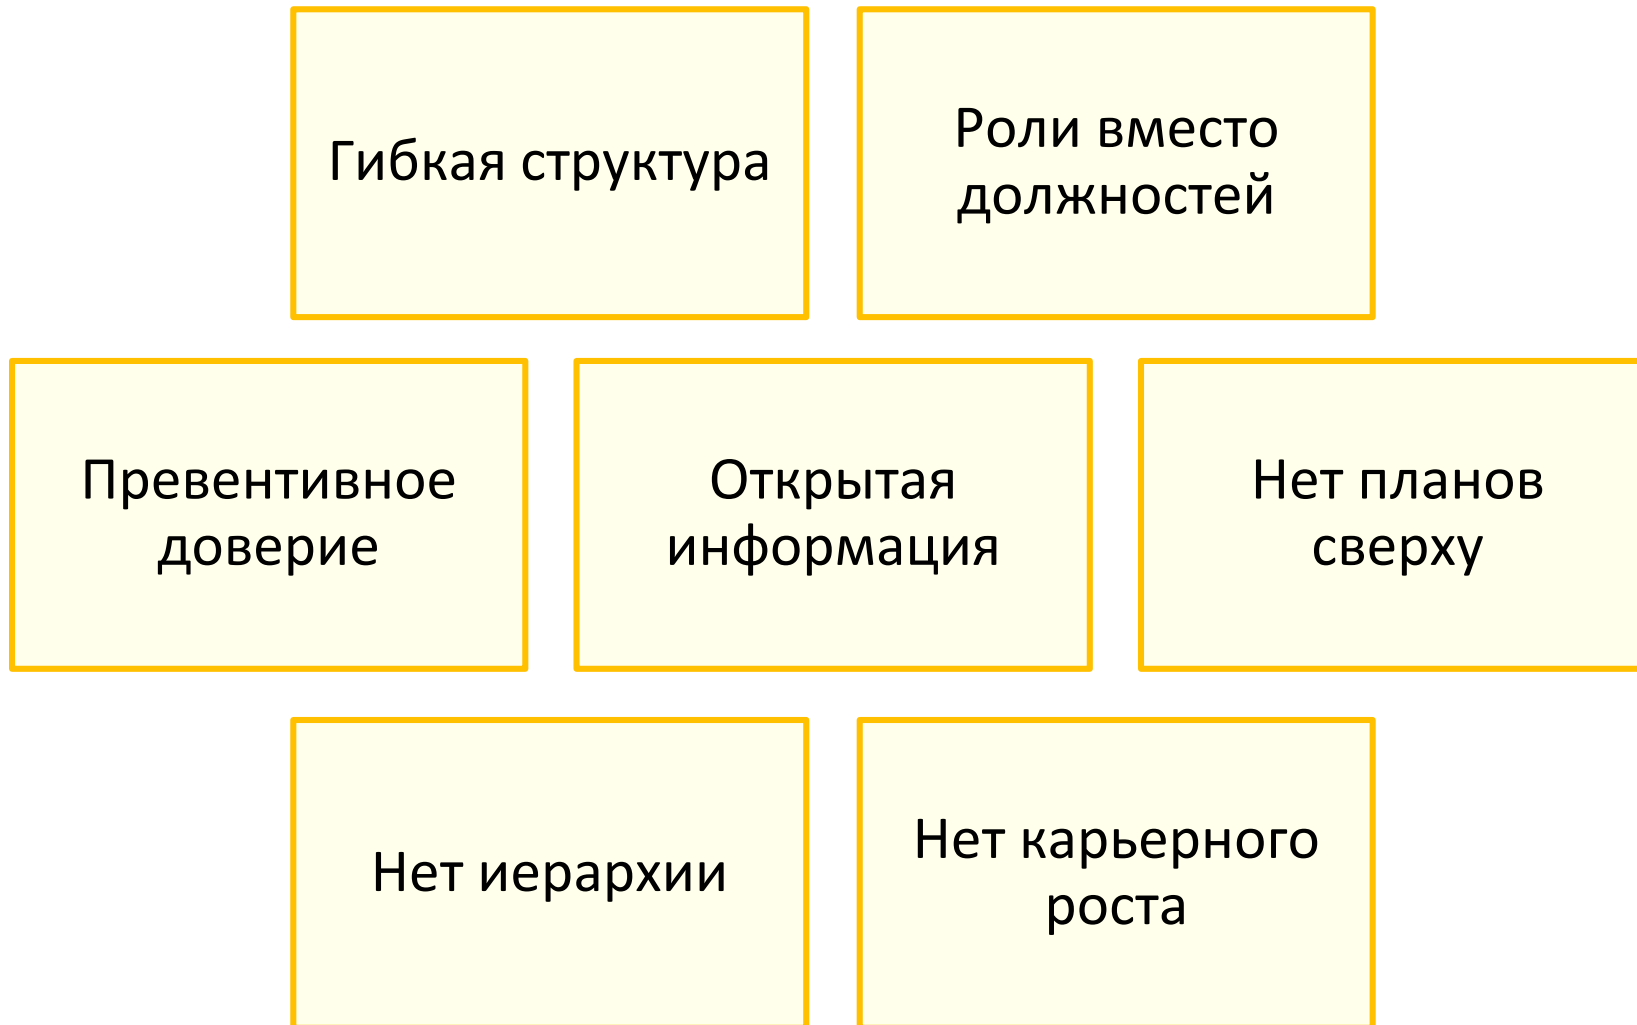 Гибкая структура
Роли вместо
должностей
Превентивное
доверие
Открытая
информация
Нет планов
сверху
Нет иерархии
Нет карьерного
роста